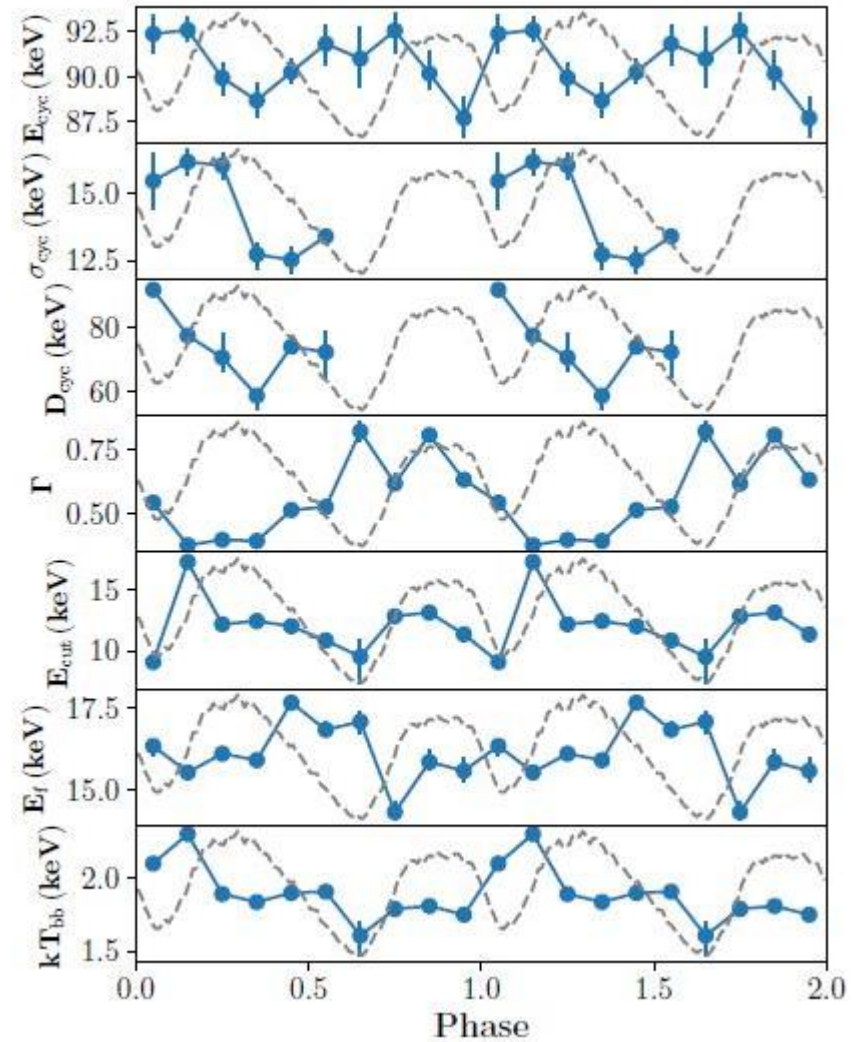 E_cyc (keV)
92.5
90.0
87.5
σ_cyc (keV)
15.0
12.5
D_cyc (keV)
80
60
Γ
0.75
0.50
E_cut (keV)
15
10
E_f (keV)
17.5
15.0
kT_bb (keV)
2.0
1.5
0.0 0.5 1.0 1.5 2.0
Phase